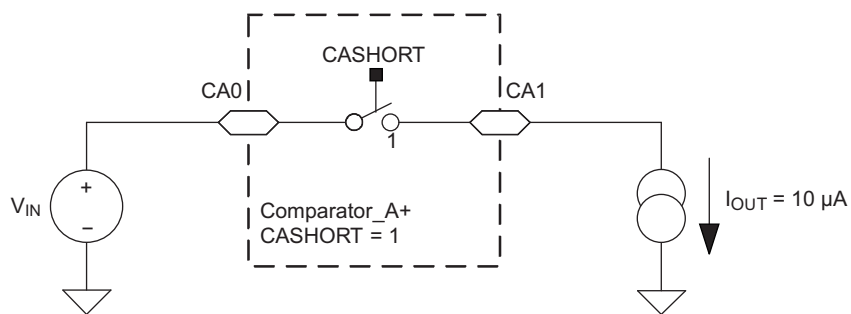 CASHORT
CA0
CA1
1
V_IN
+
−
Comparator_A+
CASHORT = 1
I_OUT = 10 µA